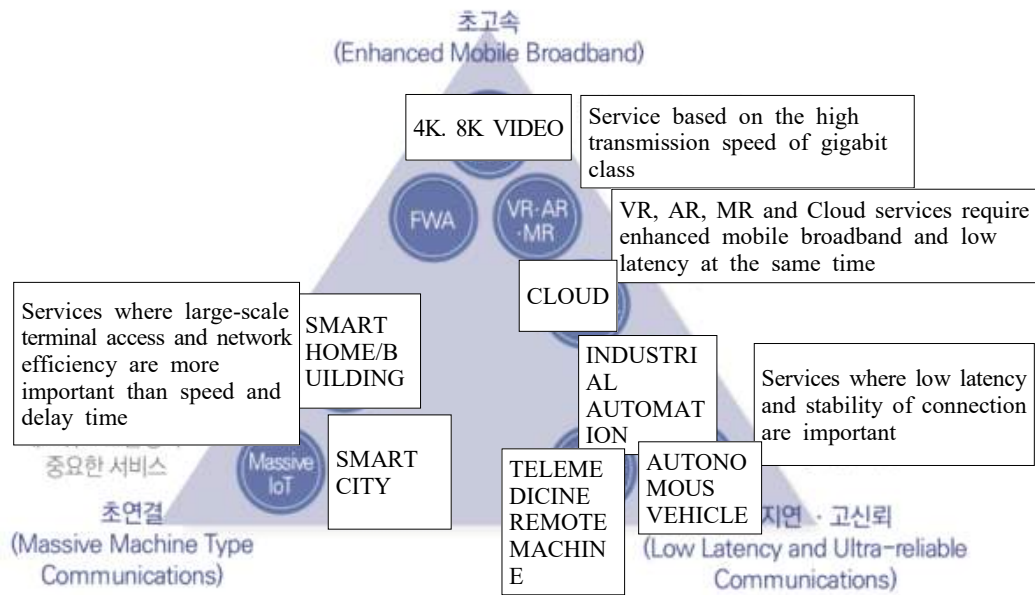 초고속
(Enhanced Mobile Broadband)
4K. 8K VIDEO
Service based on the high
transmission speed of gigabit
class
FWA
VR·AR
·MR
VR, AR, MR and Cloud services require
enhanced mobile broadband and low
latency at the same time
CLOUD
Services where large-scale
terminal access and network
efficiency are more
important than speed and
delay time
SMART
HOME/B
UILDING
INDUSTRI
AL
AUTOMAT
ION
Services where low latency
and stability of connection
are important
중요한 서비스
Massive
IoT
SMART
CITY
TELEME
DICINE
REMOTE
MACHIN
E
AUTONO
MOUS
VEHICLE
초연결
(Massive Machine Type
Communications)
지연 · 고신뢰
(Low Latency and Ultra-reliable
Communications)